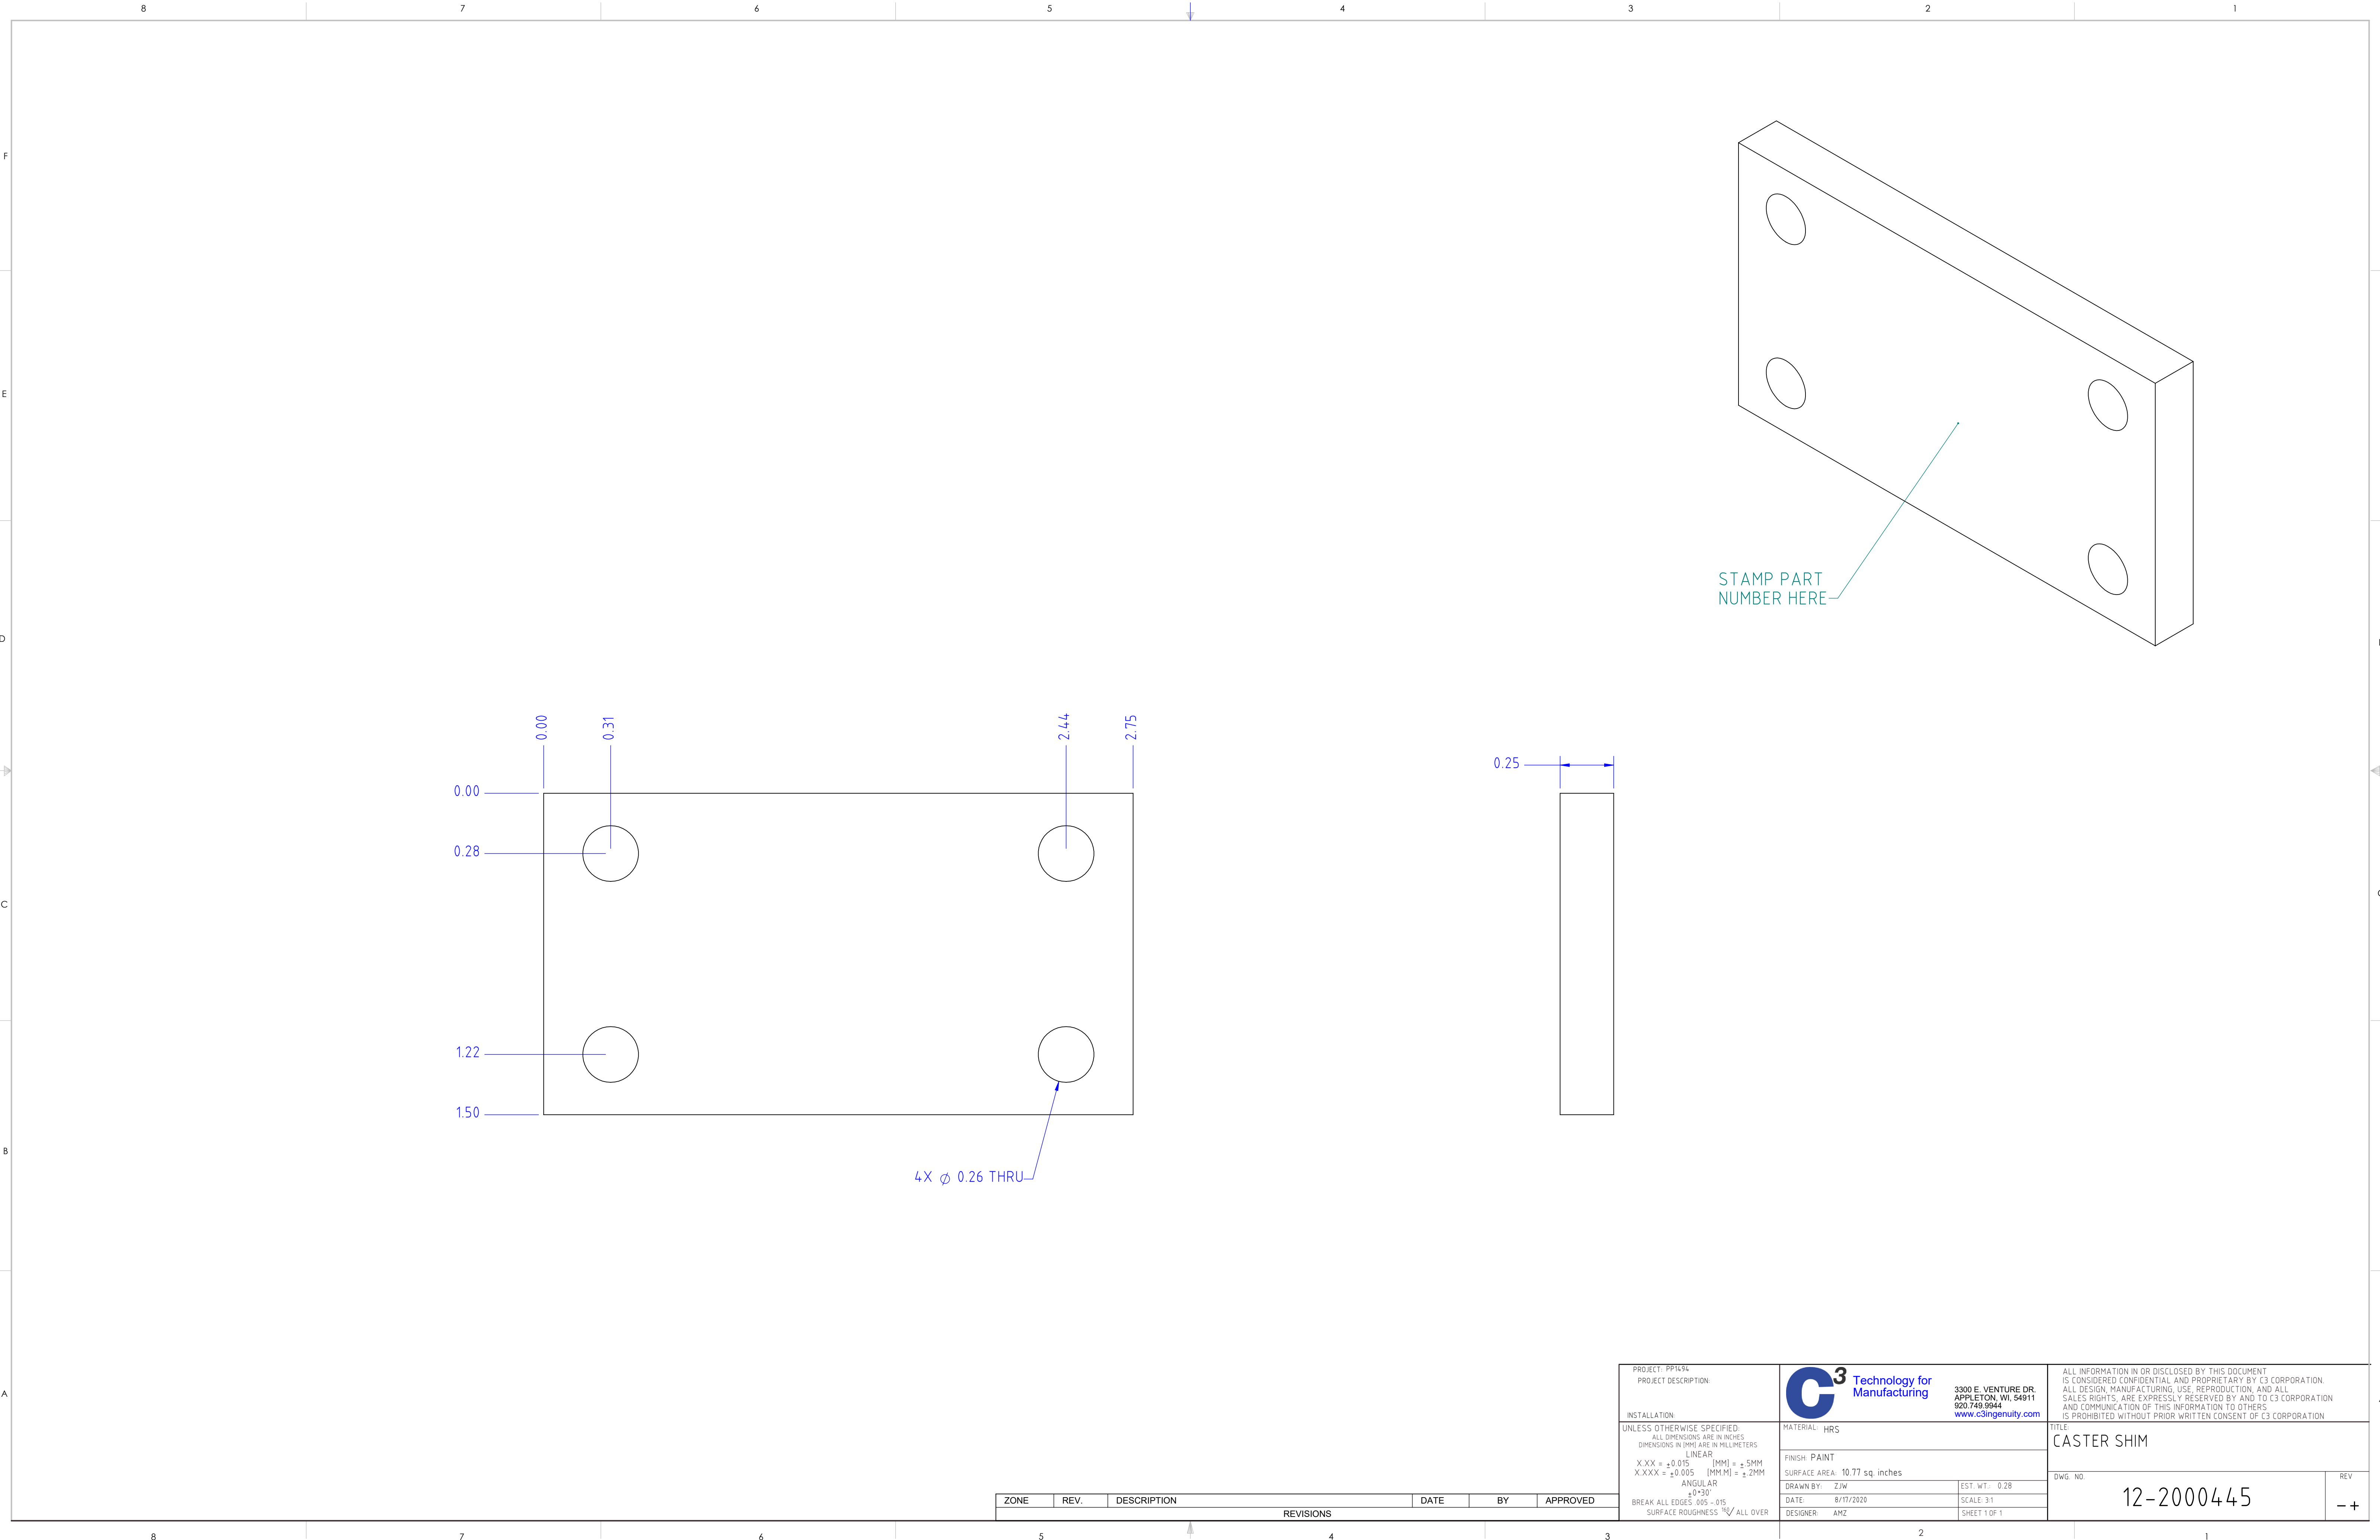 8 7 6 5 4 3 2 1
F
E
D
C
B
A
STAMP PART
NUMBER HERE
0.00 0.31 2.44 2.75
0.00
0.28
1.22
1.50
0.25
4X ⌀ 0.26 THRU
ZONE REV. DESCRIPTION DATE BY APPROVED
REVISIONS
PROJECT: PP1494
PROJECT DESCRIPTION:
INSTALLATION:
UNLESS OTHERWISE SPECIFIED:
ALL DIMENSIONS ARE IN INCHES
DIMENSIONS IN [MM] ARE IN MILLIMETERS
LINEAR
X.XX = ±0.015 [MM] = ±.5MM
X.XXX = ±0.005 [MM.M] = ±.2MM
ANGULAR
±0°30'
BREAK ALL EDGES .005 -.015
SURFACE ROUGHNESS 160 ALL OVER
C3 Technology for
Manufacturing
3300 E. VENTURE DR.
APPLETON, WI, 54911
920.749.9944
www.c3ingenuity.com
MATERIAL: HRS
FINISH: PAINT
SURFACE AREA: 10.77 sq. inches
DRAWN BY: ZJW EST. WT.: 0.28
DATE: 8/17/2020 SCALE: 3:1
DESIGNER: AMZ SHEET 1 OF 1
ALL INFORMATION IN OR DISCLOSED BY THIS DOCUMENT
IS CONSIDERED CONFIDENTIAL AND PROPRIETARY BY C3 CORPORATION.
ALL DESIGN, MANUFACTURING, USE, REPRODUCTION, AND ALL
SALES RIGHTS, ARE EXPRESSLY RESERVED BY AND TO C3 CORPORATION
AND COMMUNICATION OF THIS INFORMATION TO OTHERS
IS PROHIBITED WITHOUT PRIOR WRITTEN CONSENT OF C3 CORPORATION
TITLE:
CASTER SHIM
DWG. NO. REV
12-2000445 -+
8 7 6 5 4 3 2 1